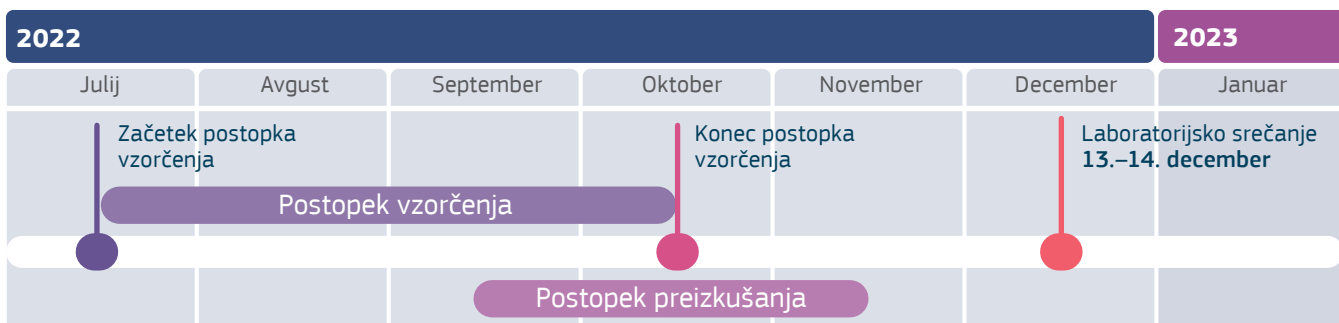 2022
2023
Julij
Avgust
September
Oktober
November
December
Januar
Začetek postopka
vzorčenja
Konec postopka
vzorčenja
Laboratorijsko srečanje
13.–14. december
Postopek vzorčenja
Postopek preizkušanja